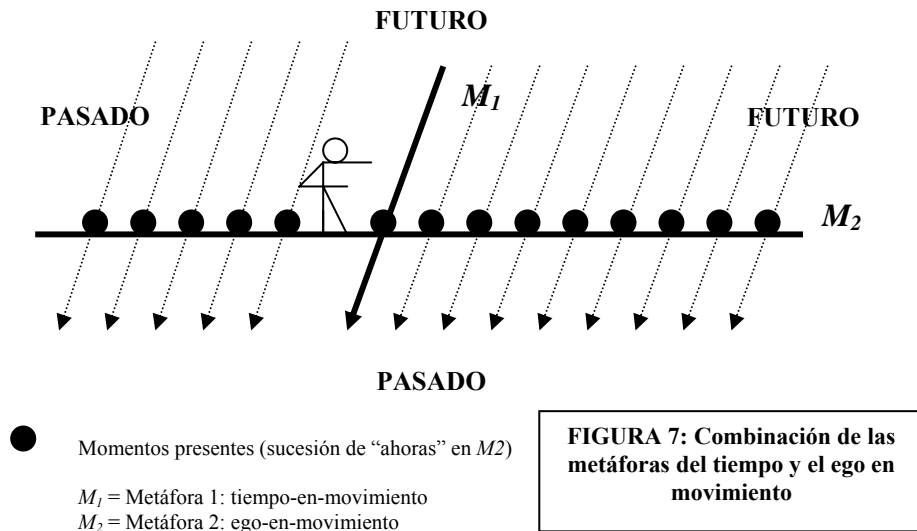 FUTURO
M1
PASADO
FUTURO
M2
PASADO
Momentos presentes (sucesión de “ahoras” en M2)
M1 = Metáfora 1: tiempo-en-movimiento
M2 = Metáfora 2: ego-en-movimiento
FIGURA 7: Combinación de las
metáforas del tiempo y el ego en
movimiento